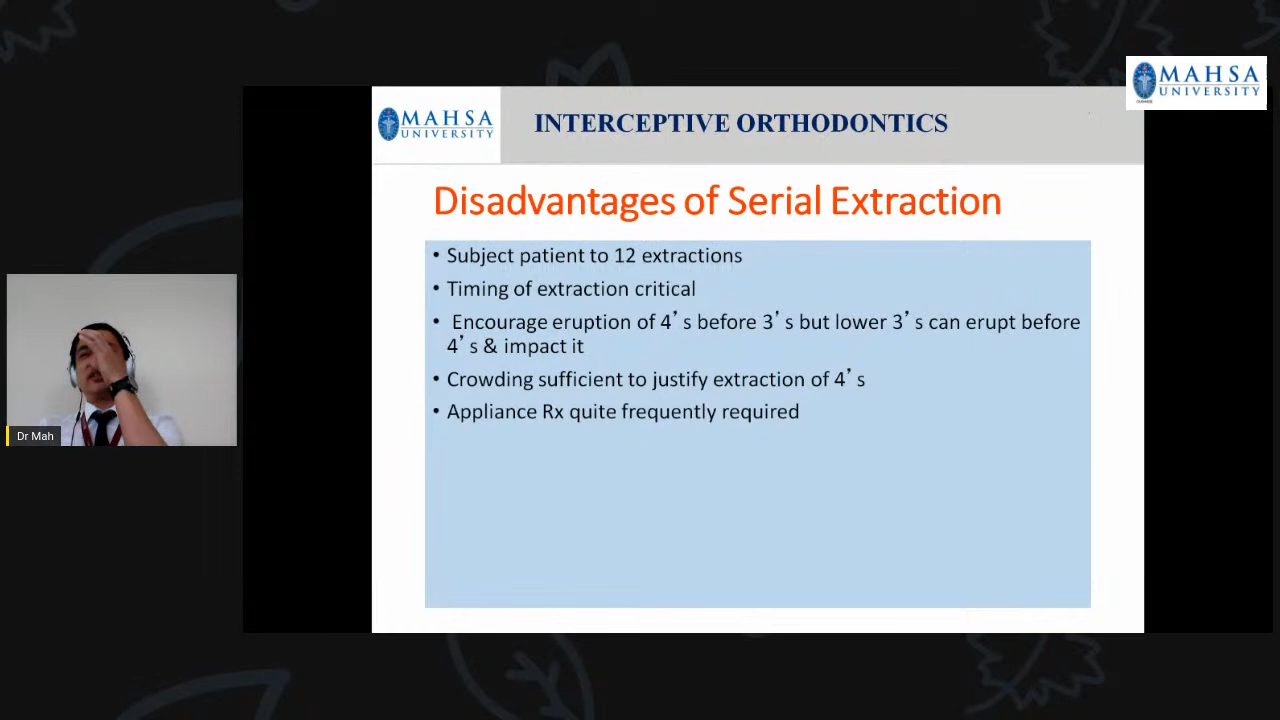 MAHSA
UNIVERSITY
MAHSA
UNIVERSITY
INTERCEPTIVE ORTHODONTICS
Disadvantages of Serial Extraction
• Subject patient to 12 extractions
• Timing of extraction critical
• Encourage eruption of 4’s before 3’s but lower 3’s can erupt before
4’s & impact it
• Crowding sufficient to justify extraction of 4’s
• Appliance Rx quite frequently required
Dr Mah